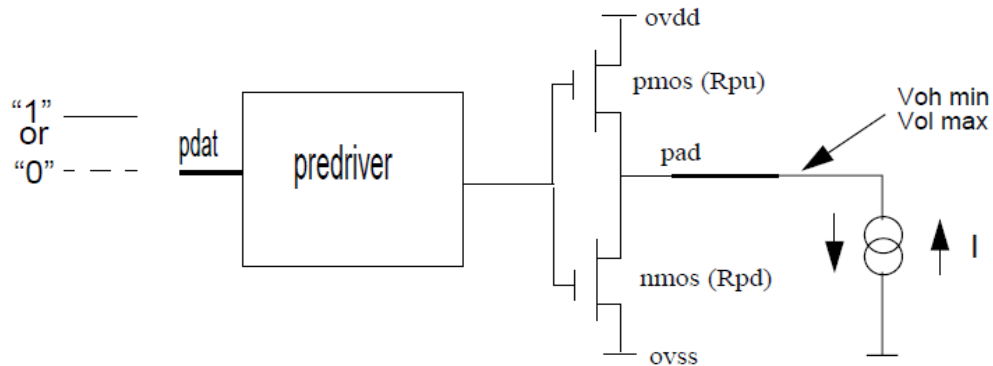 ovdd
pmos (Rpu)
Voh min
Vol max
“1”
or
“0”
pdat
predriver
pad
nmos (Rpd)
I
ovss